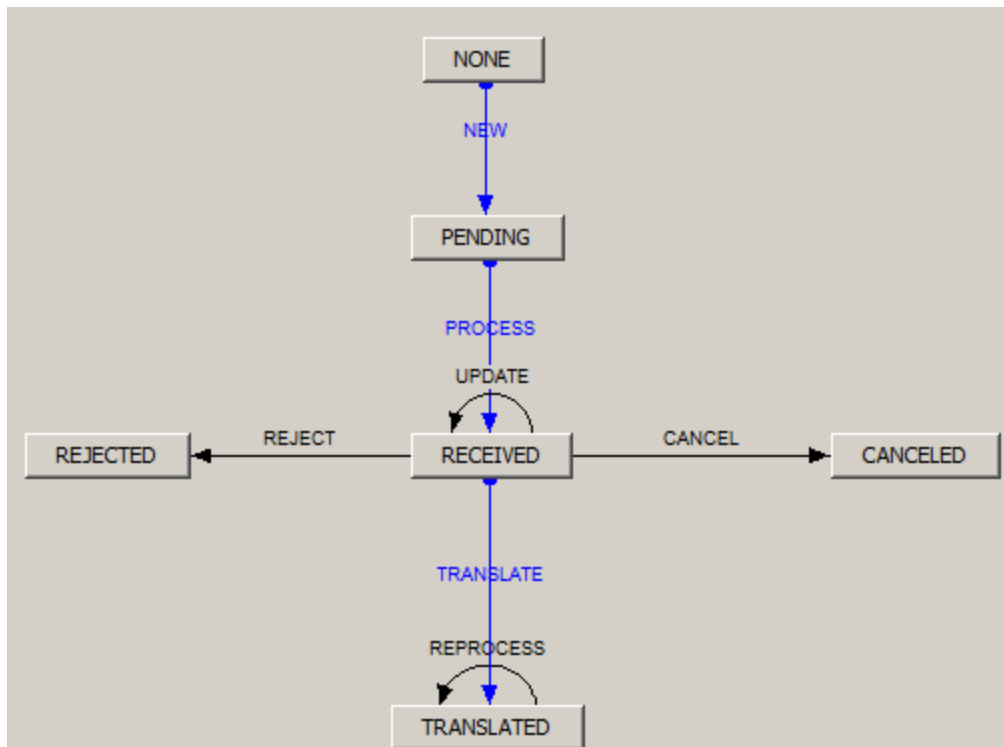 NONE
NEW
PENDING
PROCESS
UPDATE
REJECTED
REJECT
RECEIVED
CANCEL
CANCELED
TRANSLATE
REPROCESS
TRANSLATED